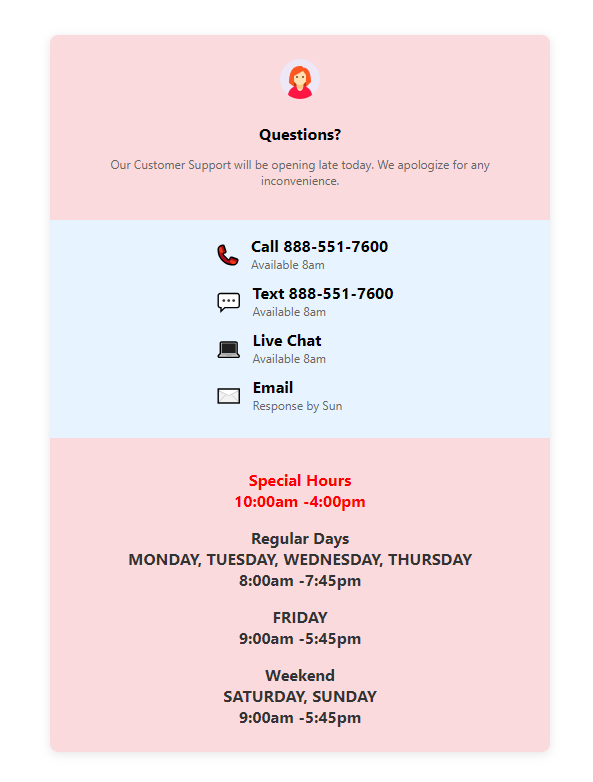 Questions?
Our Customer Support will be opening late today. We apologize for any
inconvenience.
Call 888-551-7600
Available 8am
Text 888-551-7600
Available 8am
Live Chat
Available 8am
Email
Response by Sun
Special Hours
10:00am -4:00pm
Regular Days
MONDAY, TUESDAY, WEDNESDAY, THURSDAY
8:00am -7:45pm
FRIDAY
9:00am -5:45pm
Weekend
SATURDAY, SUNDAY
9:00am -5:45pm